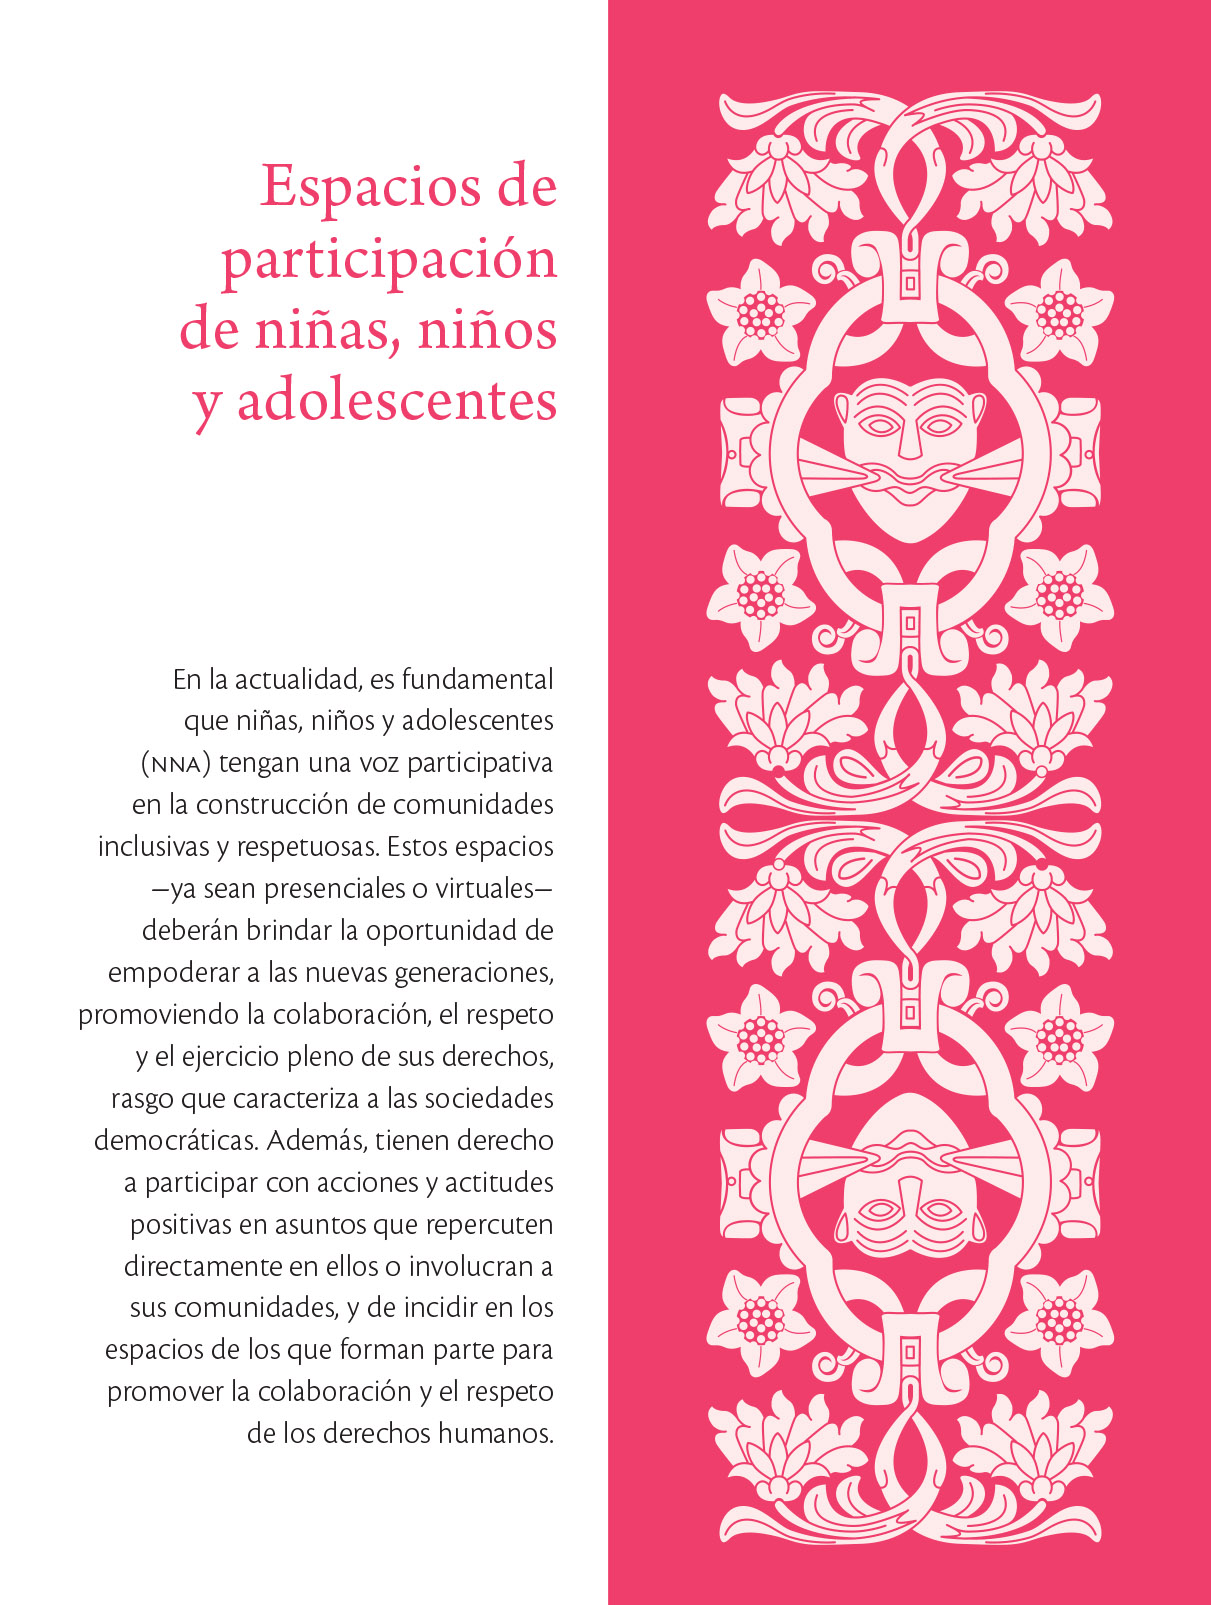 Espacios de
participación
de niñas, niños
y adolescentes
En la actualidad, es fundamental
que niñas, niños y adolescentes
(NNA) tengan una voz participativa
en la construcción de comunidades
inclusivas y respetuosas. Estos espacios
—ya sean presenciales o virtuales—
deberán brindar la oportunidad de
empoderar a las nuevas generaciones,
promoviendo la colaboración, el respeto
y el ejercicio pleno de sus derechos,
rasgo que caracteriza a las sociedades
democráticas. Además, tienen derecho
a participar con acciones y actitudes
positivas en asuntos que repercuten
directamente en ellos o involucran a
sus comunidades, y de incidir en los
espacios de los que forman parte para
promover la colaboración y el respeto
de los derechos humanos.